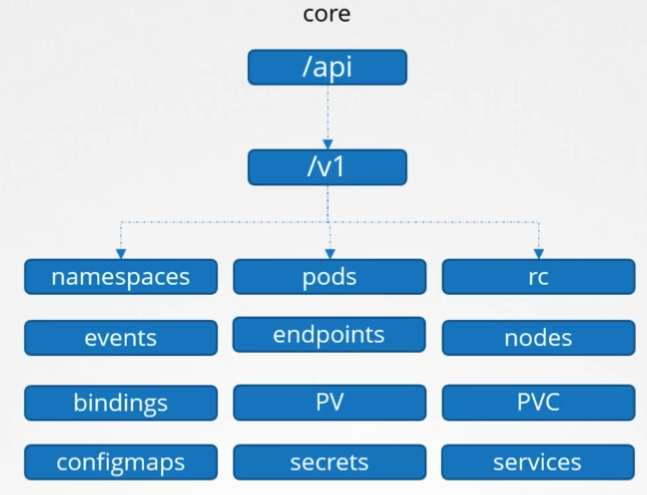 core
/api
/v1
namespaces pods rc
events endpoints nodes
bindings PV PVC
configmaps secrets services